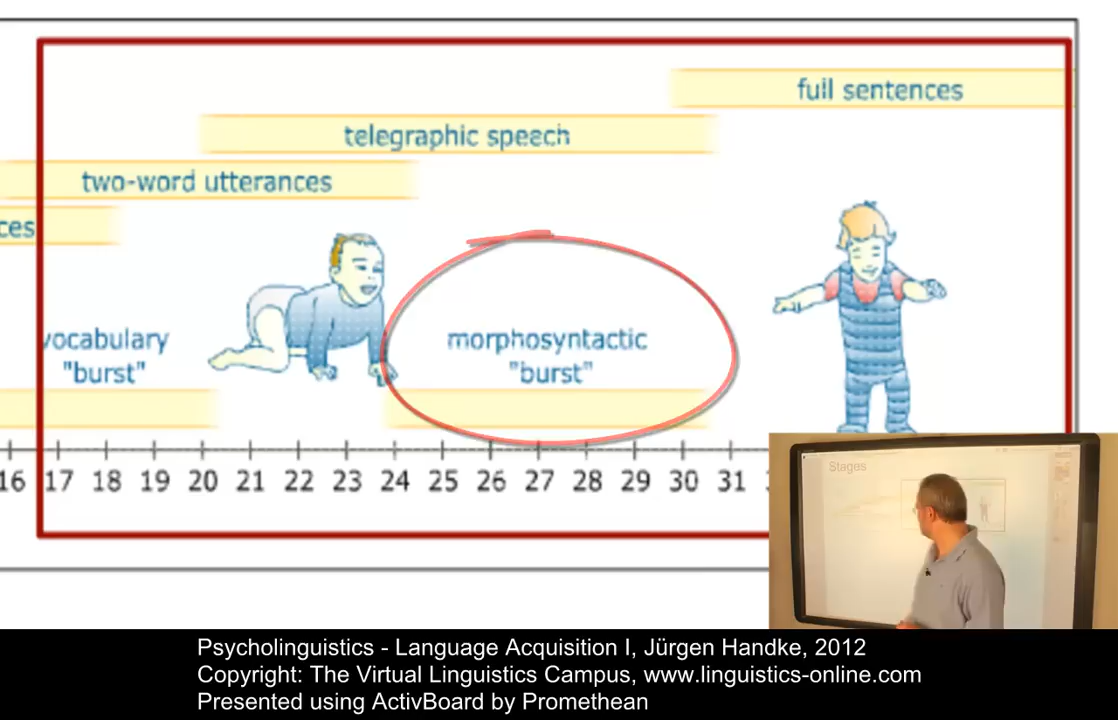 full sentences
telegraphic speech
two-word utterances
ces
vocabulary
"burst"
morphosyntactic
"burst"
16 17 18 19 20 21 22 23 24 25 26 27 28 29 30 31
Stages
Psycholinguistics - Language Acquisition I, Jürgen Handke, 2012
Copyright: The Virtual Linguistics Campus, www.linguistics-online.com
Presented using ActivBoard by Promethean